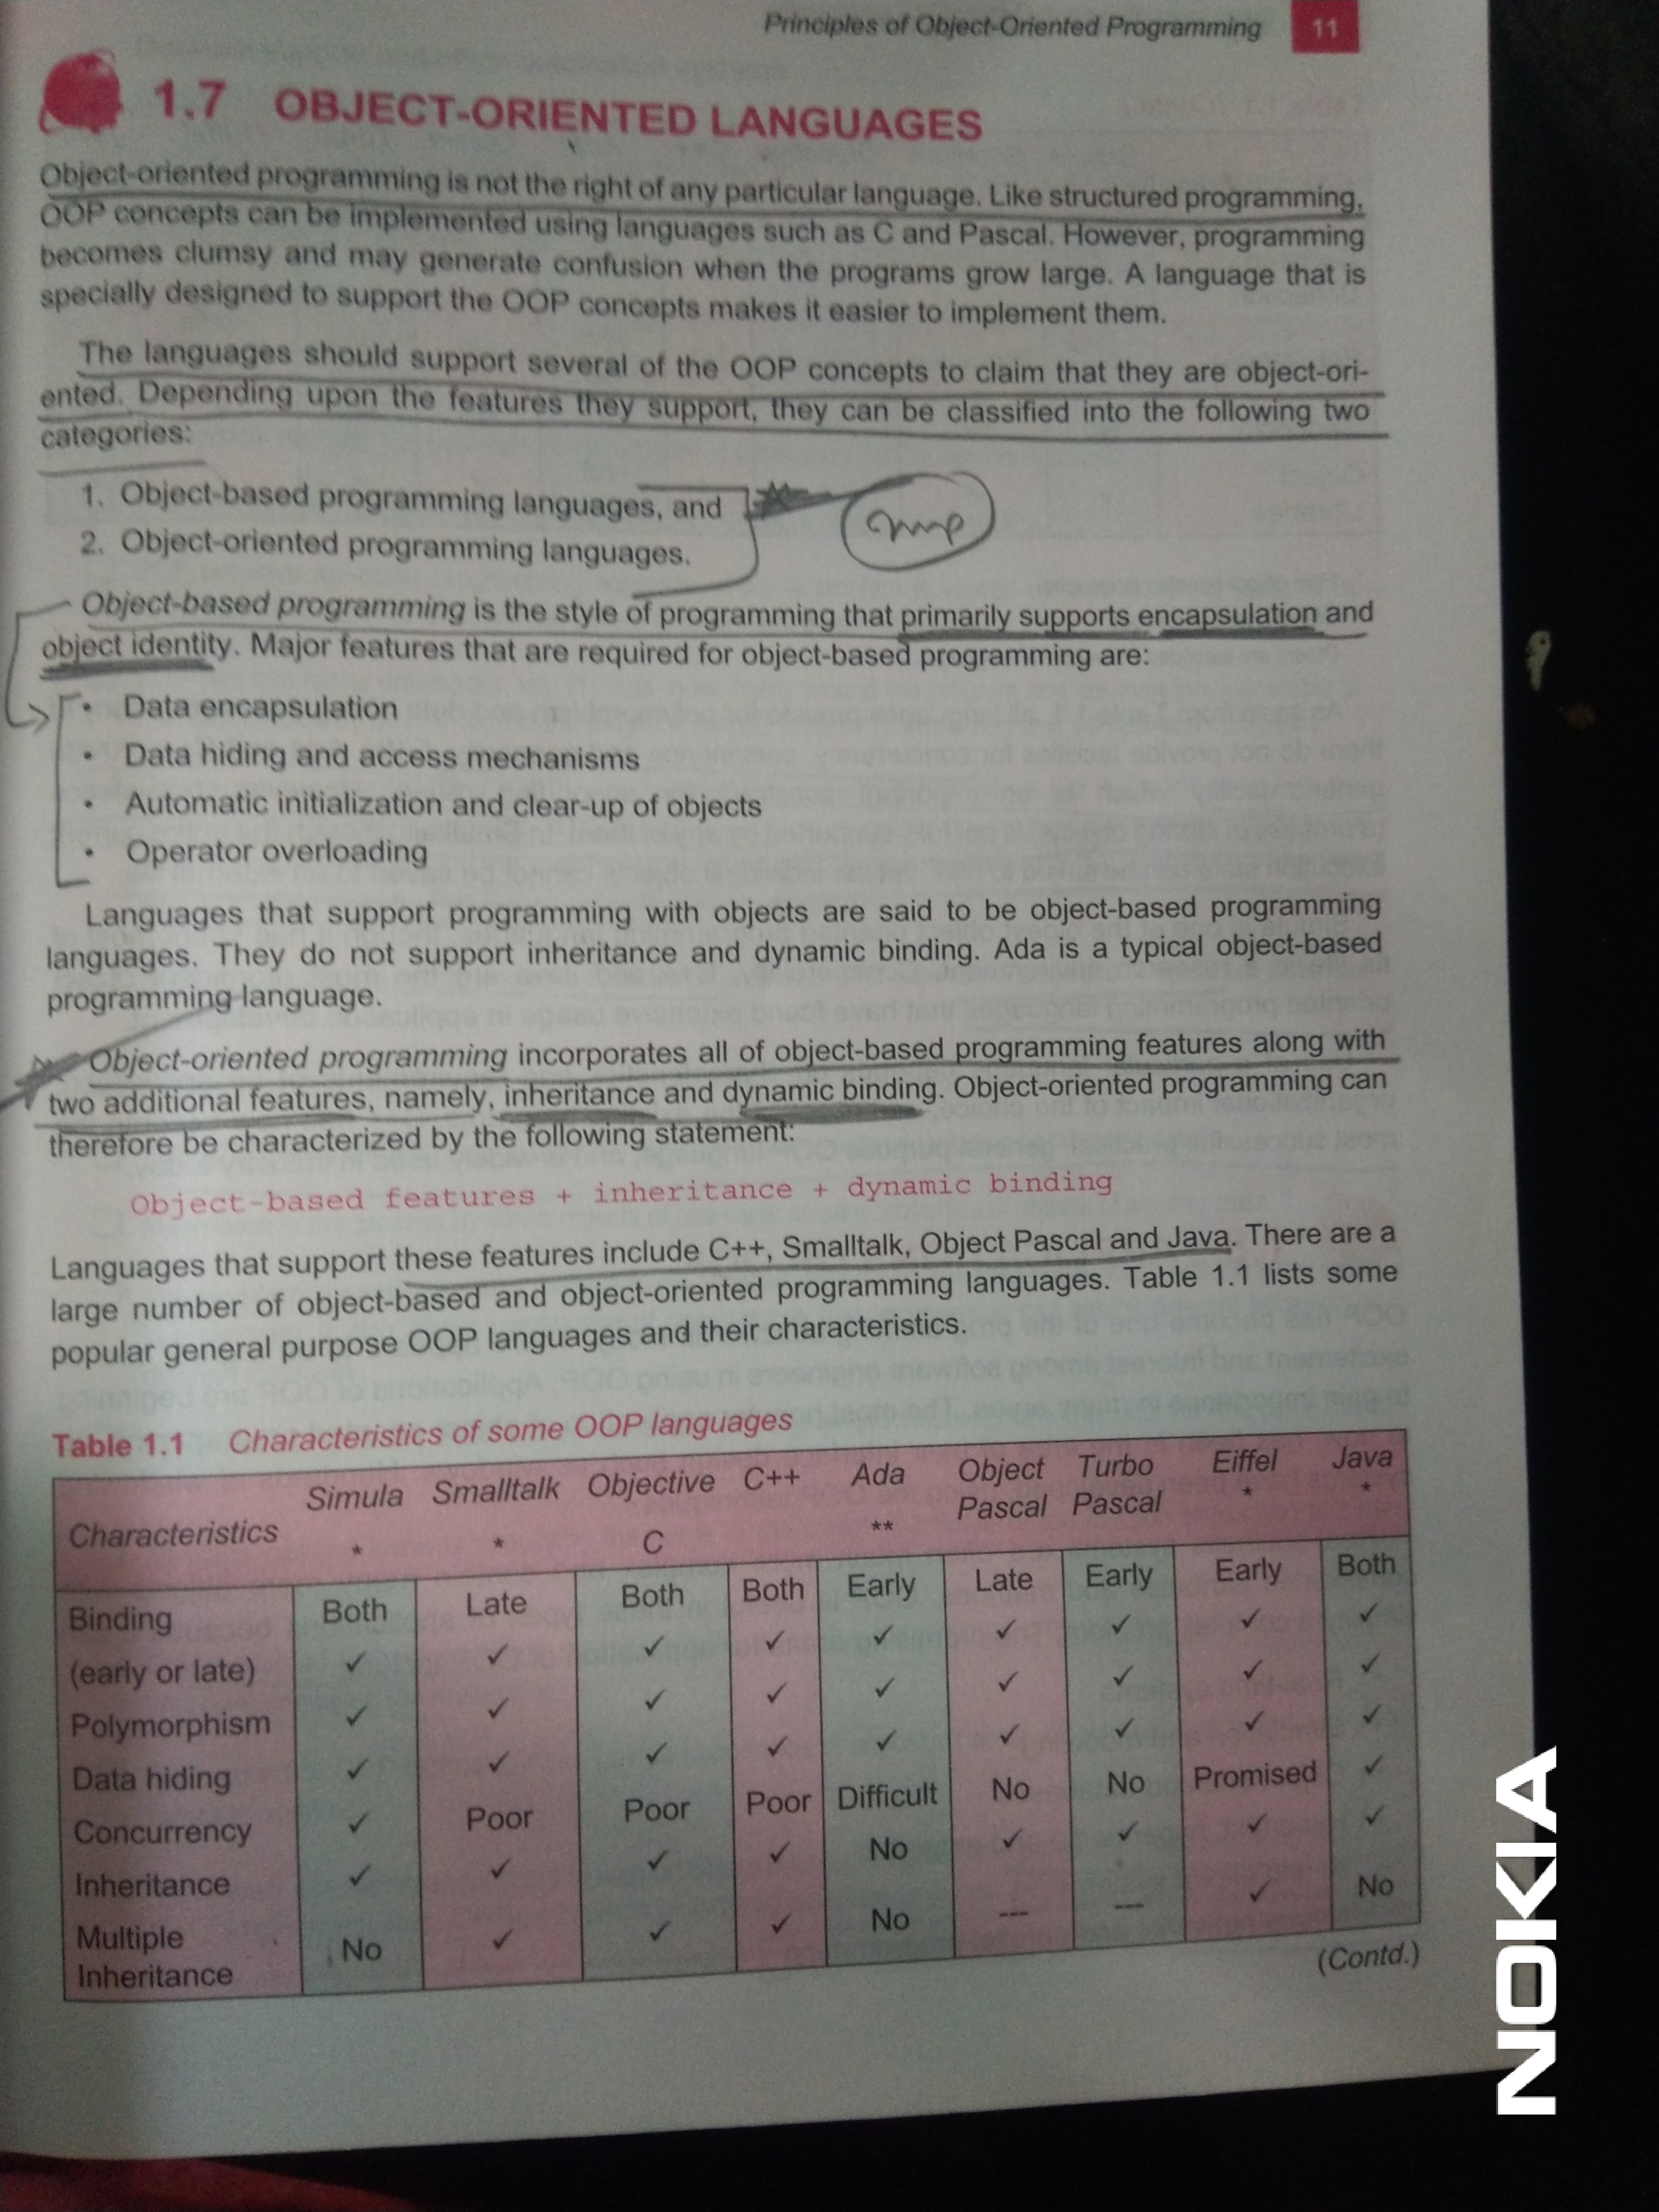 Principles of Object-Oriented Programming 11
1.7 OBJECT-ORIENTED LANGUAGES
Object-oriented programming is not the right of any particular language. Like structured programming,
OOP concepts can be implemented using languages such as C and Pascal. However, programming
becomes clumsy and may generate confusion when the programs grow large. A language that is
specially designed to support the OOP concepts makes it easier to implement them.
The languages should support several of the OOP concepts to claim that they are object-ori-
ented. Depending upon the features they support, they can be classified into the following two
categories:
1. Object-based programming languages, and
2. Object-oriented programming languages.
Object-based programming is the style of programming that primarily supports encapsulation and
object identity. Major features that are required for object-based programming are:
• Data encapsulation
• Data hiding and access mechanisms
• Automatic initialization and clear-up of objects
• Operator overloading
Languages that support programming with objects are said to be object-based programming
languages. They do not support inheritance and dynamic binding. Ada is a typical object-based
programming language.
Object-oriented programming incorporates all of object-based programming features along with
two additional features, namely, inheritance and dynamic binding. Object-oriented programming can
therefore be characterized by the following statement:
Object-based features + inheritance + dynamic binding
Languages that support these features include C++, Smalltalk, Object Pascal and Java. There are a
large number of object-based and object-oriented programming languages. Table 1.1 lists some
popular general purpose OOP languages and their characteristics.
Table 1.1 Characteristics of some OOP languages
Characteristics Simula * Smalltalk * Objective C C++ Ada ** Object Pascal Turbo Pascal Eiffel * Java *
Binding Both Late Both Both Early Late Early Early Both
(early or late) ✓ ✓ ✓ ✓ ✓ ✓ ✓ ✓ ✓
Polymorphism ✓ ✓ ✓ ✓ ✓ ✓ ✓ ✓ ✓
Data hiding ✓ ✓ ✓ ✓ ✓ ✓ ✓ ✓ ✓
Concurrency ✓ Poor Poor Poor Difficult No No Promised ✓
Inheritance ✓ ✓ ✓ ✓ No ✓ ✓ ✓ ✓
Multiple
Inheritance No ✓ ✓ ✓ No --- --- ✓ No
(Contd.)
NOKIA